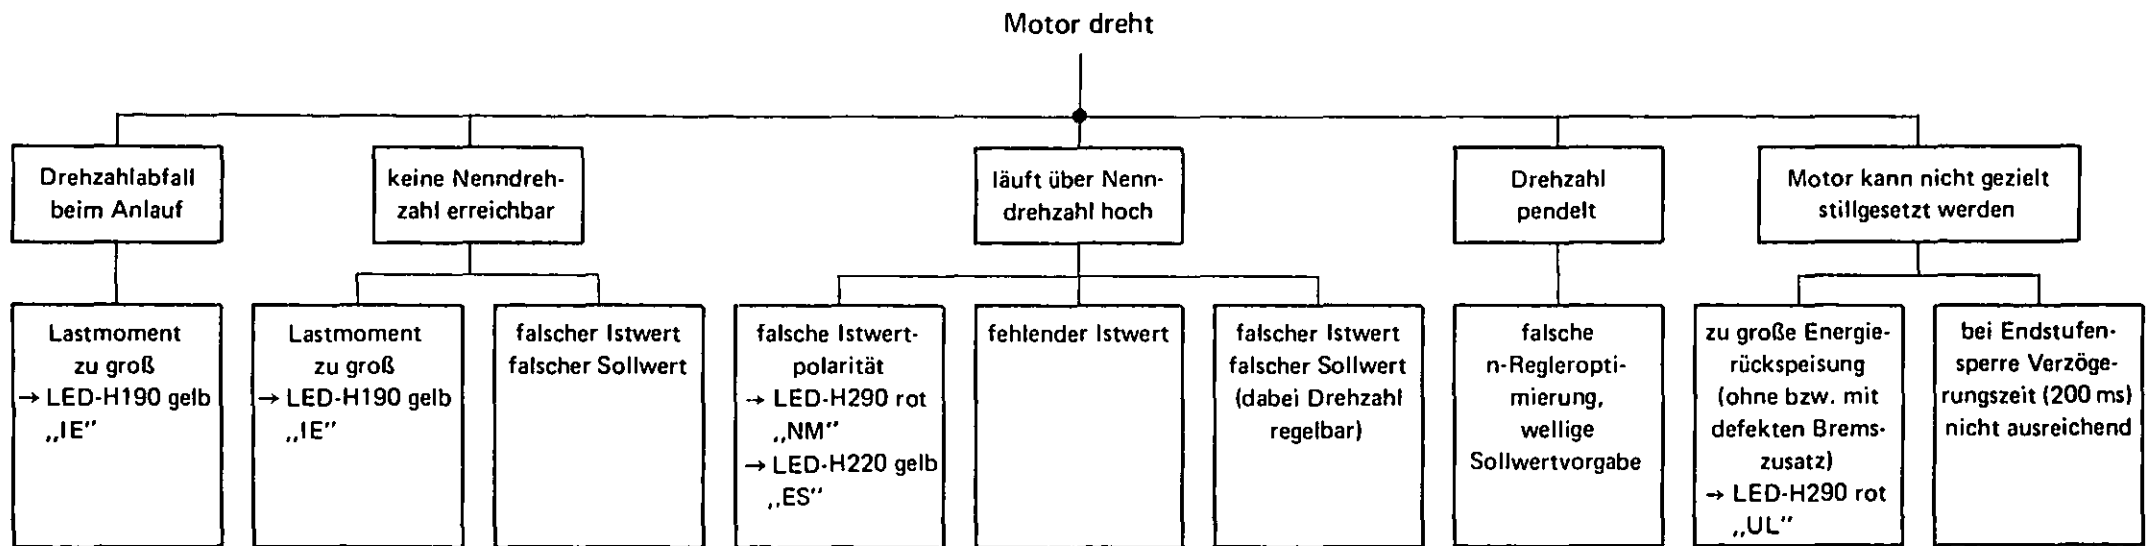 Motor dreht
Drehzahlabfall
beim Anlauf
keine Nenndreh-
zahl erreichbar
läuft über Nenn-
drehzahl hoch
Drehzahl
pendelt
Motor kann nicht gezielt
stillgesetzt werden
Lastmoment
zu groß
→ LED-H190 gelb
„IE"
Lastmoment
zu groß
→ LED-H190 gelb
„IE"
falscher Istwert
falscher Sollwert
falsche Istwert-
polarität
→ LED-H290 rot
„NM"
→ LED-H220 gelb
„ES"
fehlender Istwert
falscher Istwert
falscher Sollwert
(dabei Drehzahl
regelbar)
falsche
n-Regleropti-
mierung,
wellige
Sollwertvorgabe
zu große Energie-
rückspeisung
(ohne bzw. mit
defekten Brems-
zusatz)
→ LED-H290 rot
„UL"
bei Endstufen-
sperre Verzöge-
rungszeit (200 ms)
nicht ausreichend